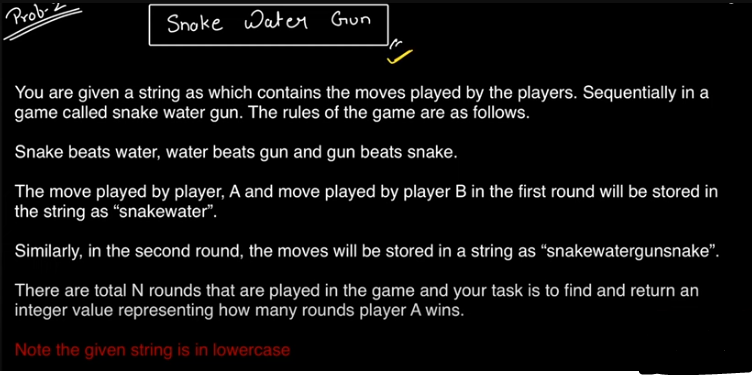 Prob-2
Snake Water Gun
You are given a string as which contains the moves played by the players. Sequentially in a
game called snake water gun. The rules of the game are as follows.
Snake beats water, water beats gun and gun beats snake.
The move played by player, A and move played by player B in the first round will be stored in
the string as “snakewater”.
Similarly, in the second round, the moves will be stored in a string as “snakewatergunsnake”.
There are total N rounds that are played in the game and your task is to find and return an
integer value representing how many rounds player A wins.
Note the given string is in lowercase